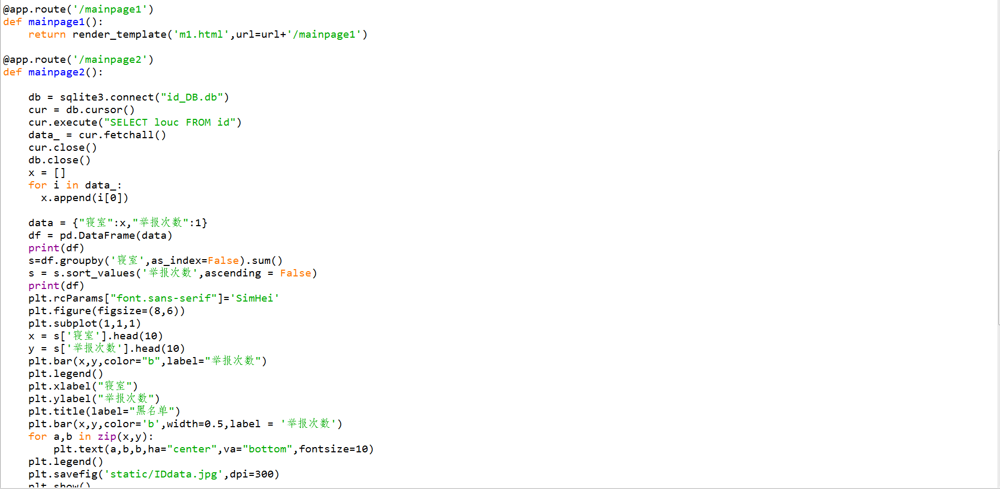 @app.route('/mainpage1')
def mainpage1():
    return render_template('m1.html',url=url+'/mainpage1')

@app.route('/mainpage2')
def mainpage2():

    db = sqlite3.connect("id_DB.db")
    cur = db.cursor()
    cur.execute("SELECT louc FROM id")
    data_ = cur.fetchall()
    cur.close()
    db.close()
    x = []
    for i in data_:
      x.append(i[0])

    data = {"寝室":x,"举报次数":1}
    df = pd.DataFrame(data)
    print(df)
    s=df.groupby('寝室',as_index=False).sum()
    s = s.sort_values('举报次数',ascending = False)
    print(df)
    plt.rcParams["font.sans-serif"]='SimHei'
    plt.figure(figsize=(8,6))
    plt.subplot(1,1,1)
    x = s['寝室'].head(10)
    y = s['举报次数'].head(10)
    plt.bar(x,y,color="b",label="举报次数")
    plt.legend()
    plt.xlabel("寝室")
    plt.ylabel("举报次数")
    plt.title(label="黑名单")
    plt.bar(x,y,color='b',width=0.5,label = '举报次数')
    for a,b in zip(x,y):
        plt.text(a,b,b,ha="center",va="bottom",fontsize=10)
    plt.legend()
    plt.savefig('static/IDdata.jpg',dpi=300)
    plt.show()